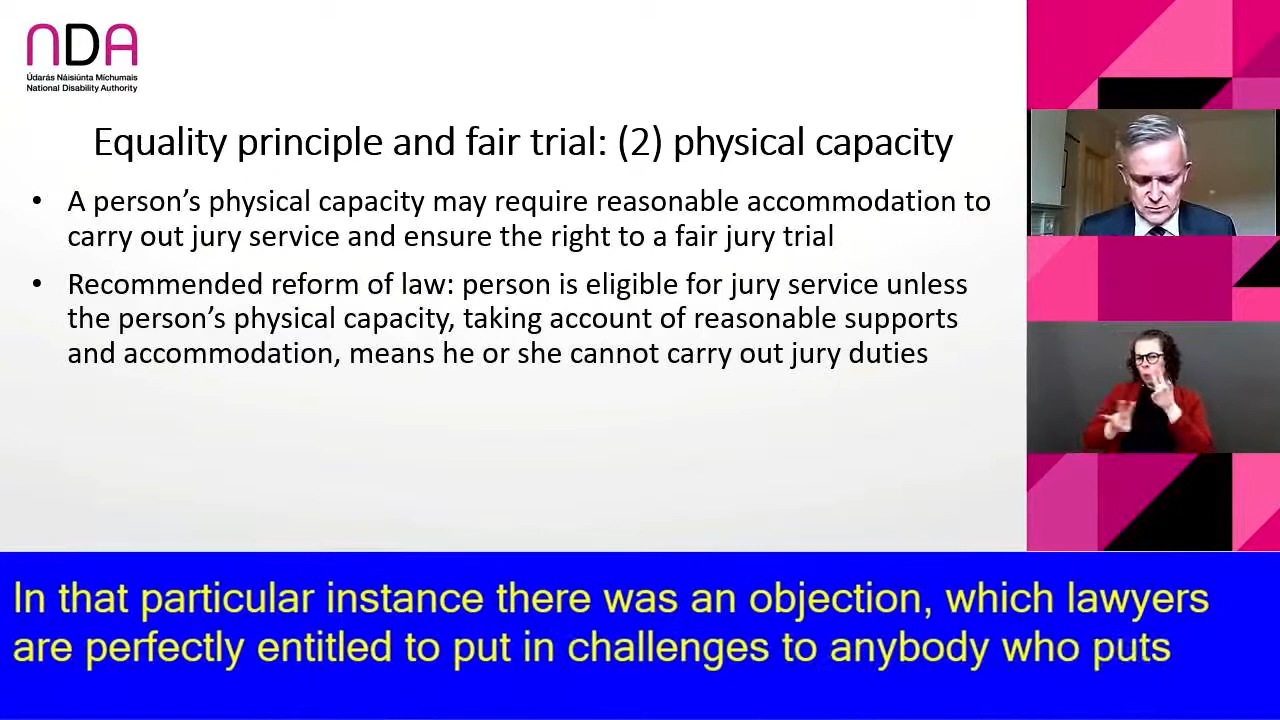 nDA
Údarás Náisiúnta Míchumais
National Disability Authority
Equality principle and fair trial: (2) physical capacity
• A person’s physical capacity may require reasonable accommodation to
carry out jury service and ensure the right to a fair jury trial
• Recommended reform of law: person is eligible for jury service unless
the person’s physical capacity, taking account of reasonable supports
and accommodation, means he or she cannot carry out jury duties
In that particular instance there was an objection, which lawyers
are perfectly entitled to put in challenges to anybody who puts